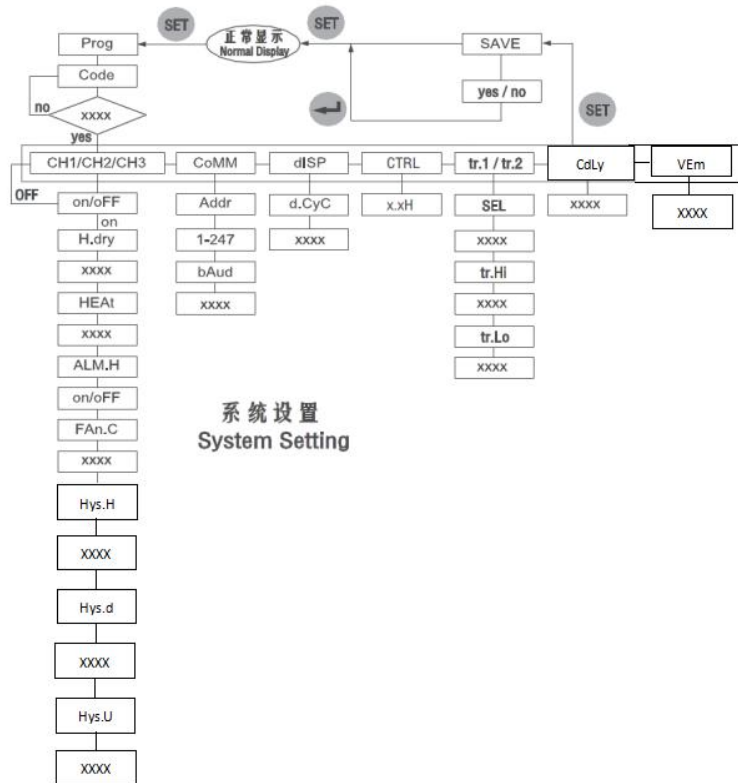 SET
SET
Prog
正常显示
Normal Display
SAVE
Code
yes / no
no
xxxx
SET
yes
CH1/CH2/CH3
CoMM
dISP
CTRL
tr.1 / tr.2
CdLy
VEm
OFF
on/oFF
Addr
d.CyC
x.xH
SEL
xxxx
XXXX
on
H.dry
1-247
xxxx
xxxx
xxxx
bAud
tr.Hi
HEAt
xxxx
xxxx
xxxx
tr.Lo
ALM.H
xxxx
on/oFF
FAn.C
xxxx
系统设置
System Setting
Hys.H
XXXX
Hys.d
XXXX
Hys.U
XXXX